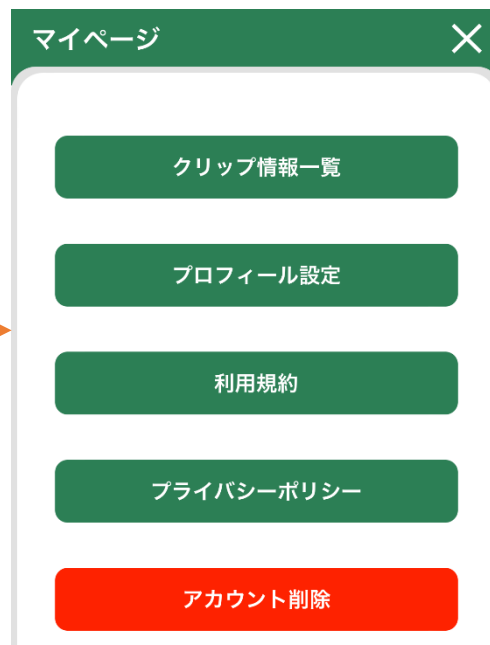 マイページ
クリップ情報一覧
プロフィール設定
利用規約
プライバシーポリシー
アカウント削除